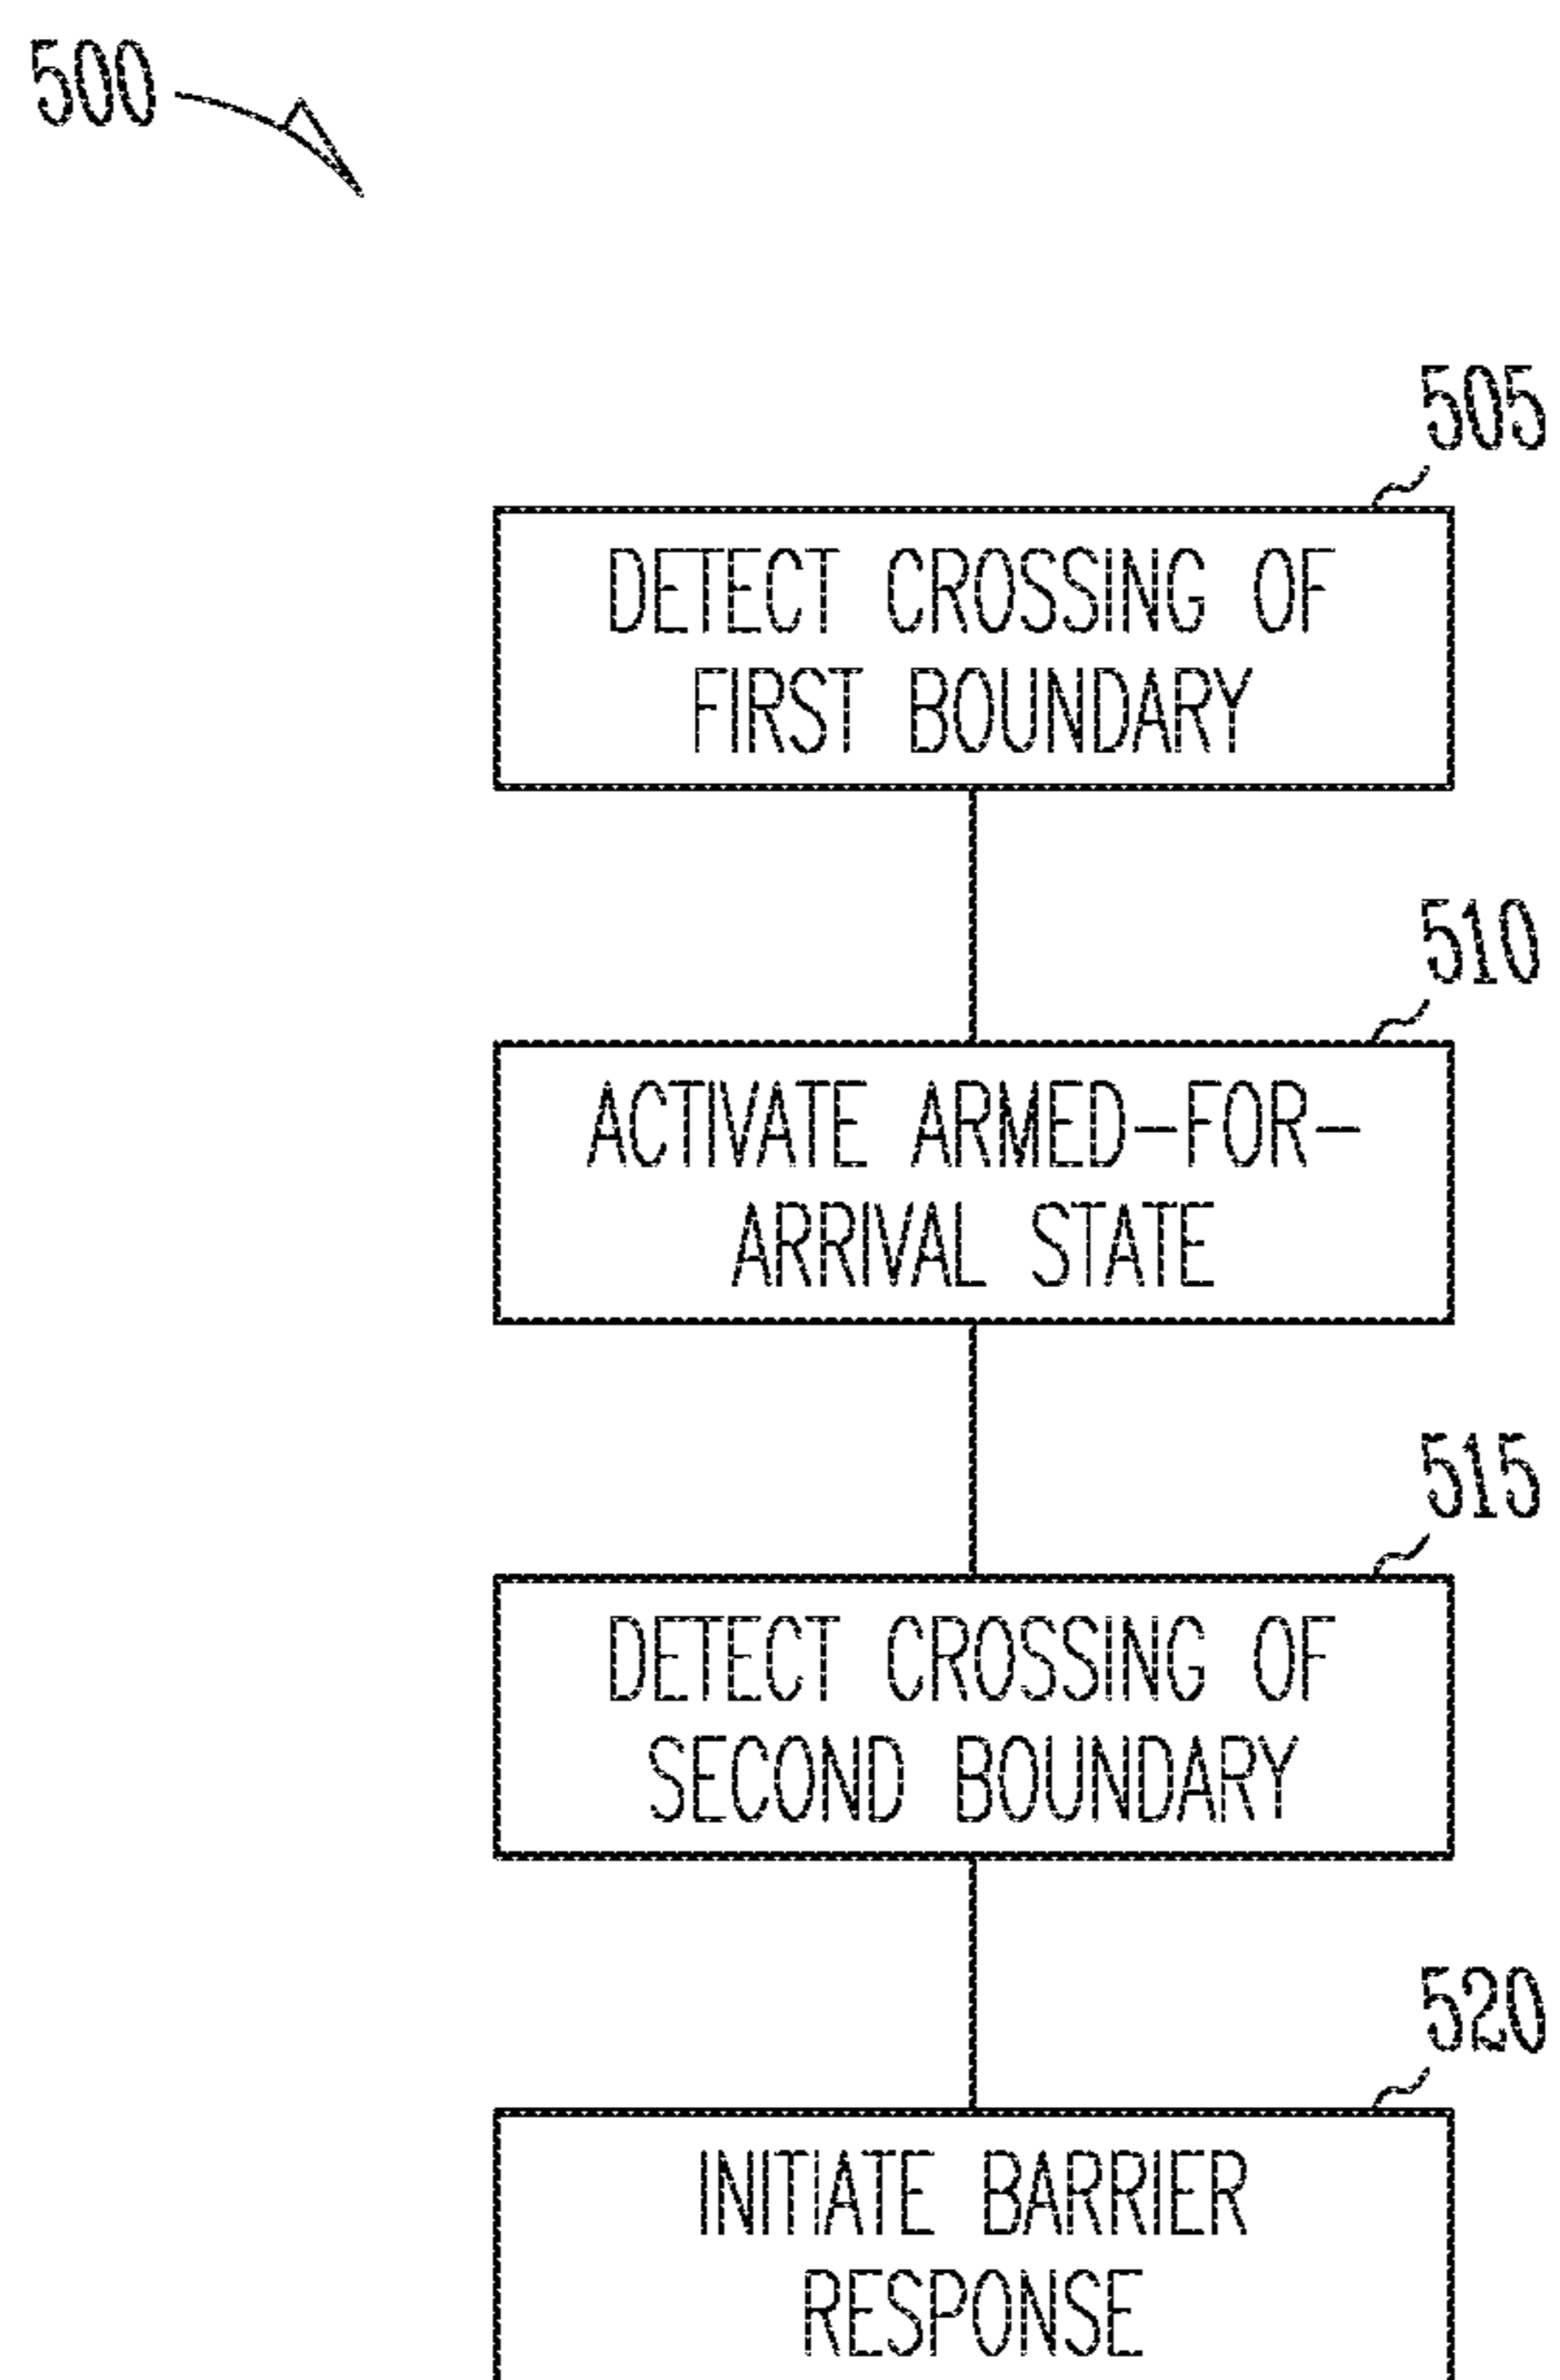 500
505
DETECT CROSSING OF
FIRST BOUNDARY
510
ACTIVATE ARMED-FOR-
ARRIVAL STATE
515
DETECT CROSSING OF
SECOND BOUNDARY
520
INITIATE BARRIER
RESPONSE